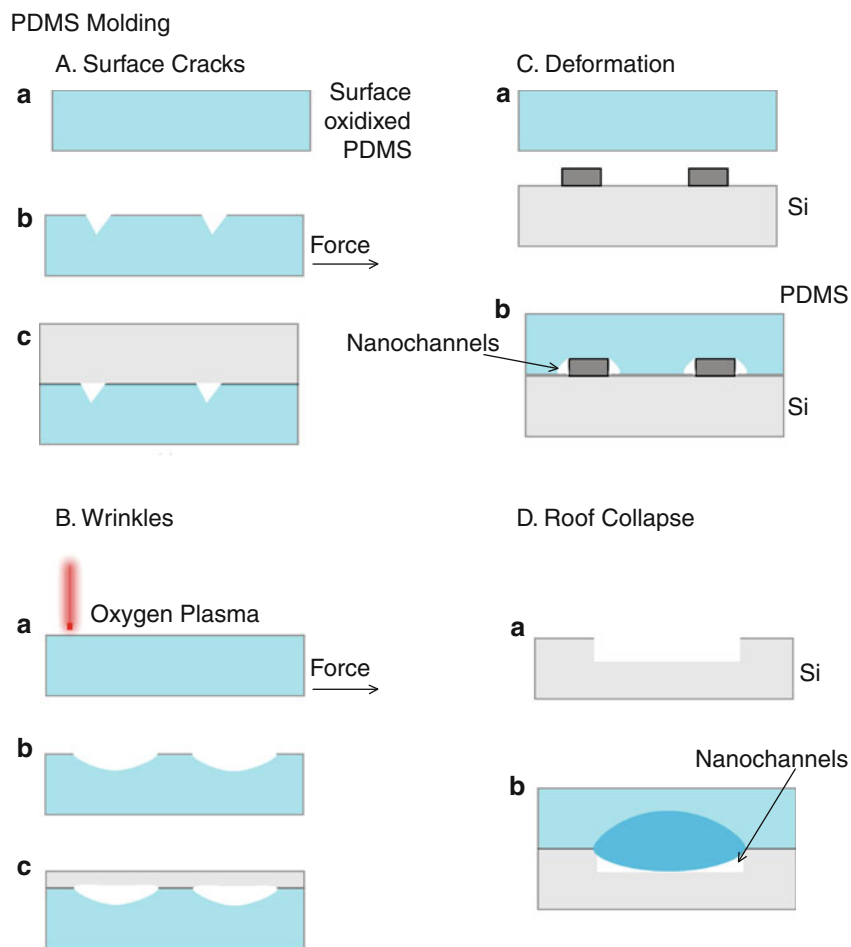 PDMS Molding
A. Surface Cracks
a
Surface
oxidixed
PDMS
b
Force
c
C. Deformation
a
Si
PDMS
b
Nanochannels
Si
B. Wrinkles
Oxygen Plasma
a
Force
b
c
D. Roof Collapse
a
Si
Nanochannels
b